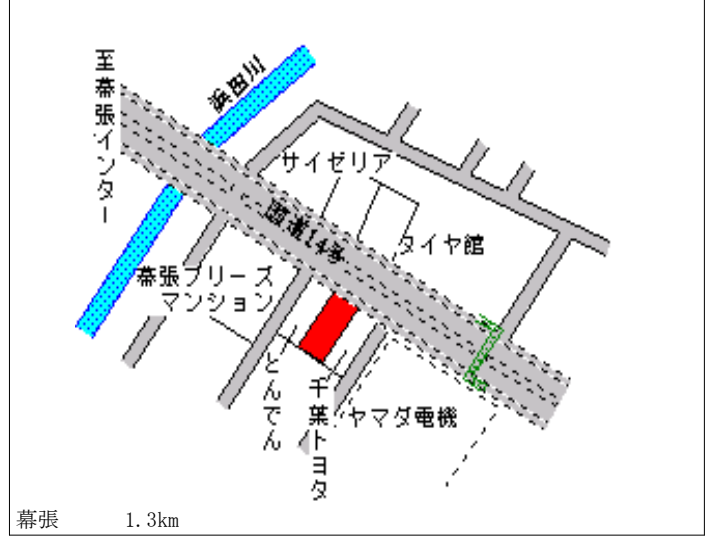 至幕張インター
浜田川
サイゼリア
国道14号
タイヤ館
幕張ブリーズ
マンション
とんでん
千葉トヨタ
ヤマダ電機
幕張 1.3km